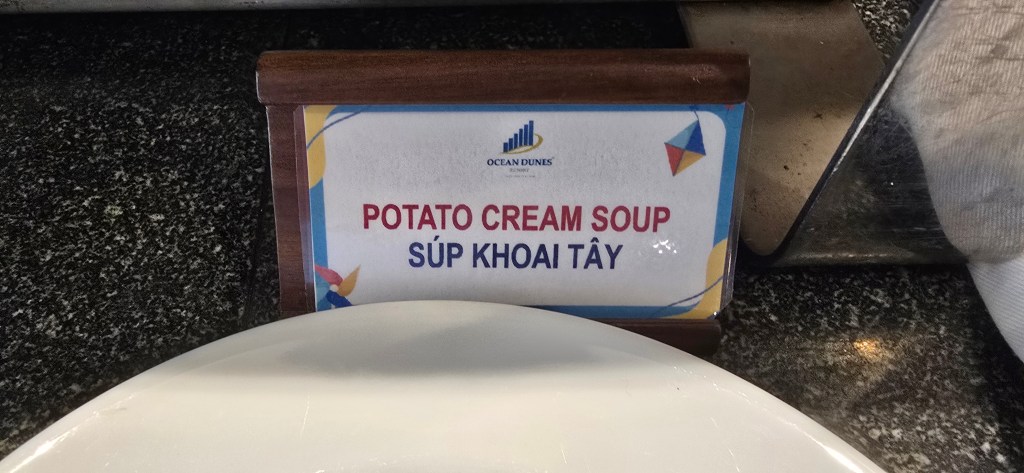 OCEAN DUNES
POTATO CREAM SOUP
SÚP KHOAI TÂY